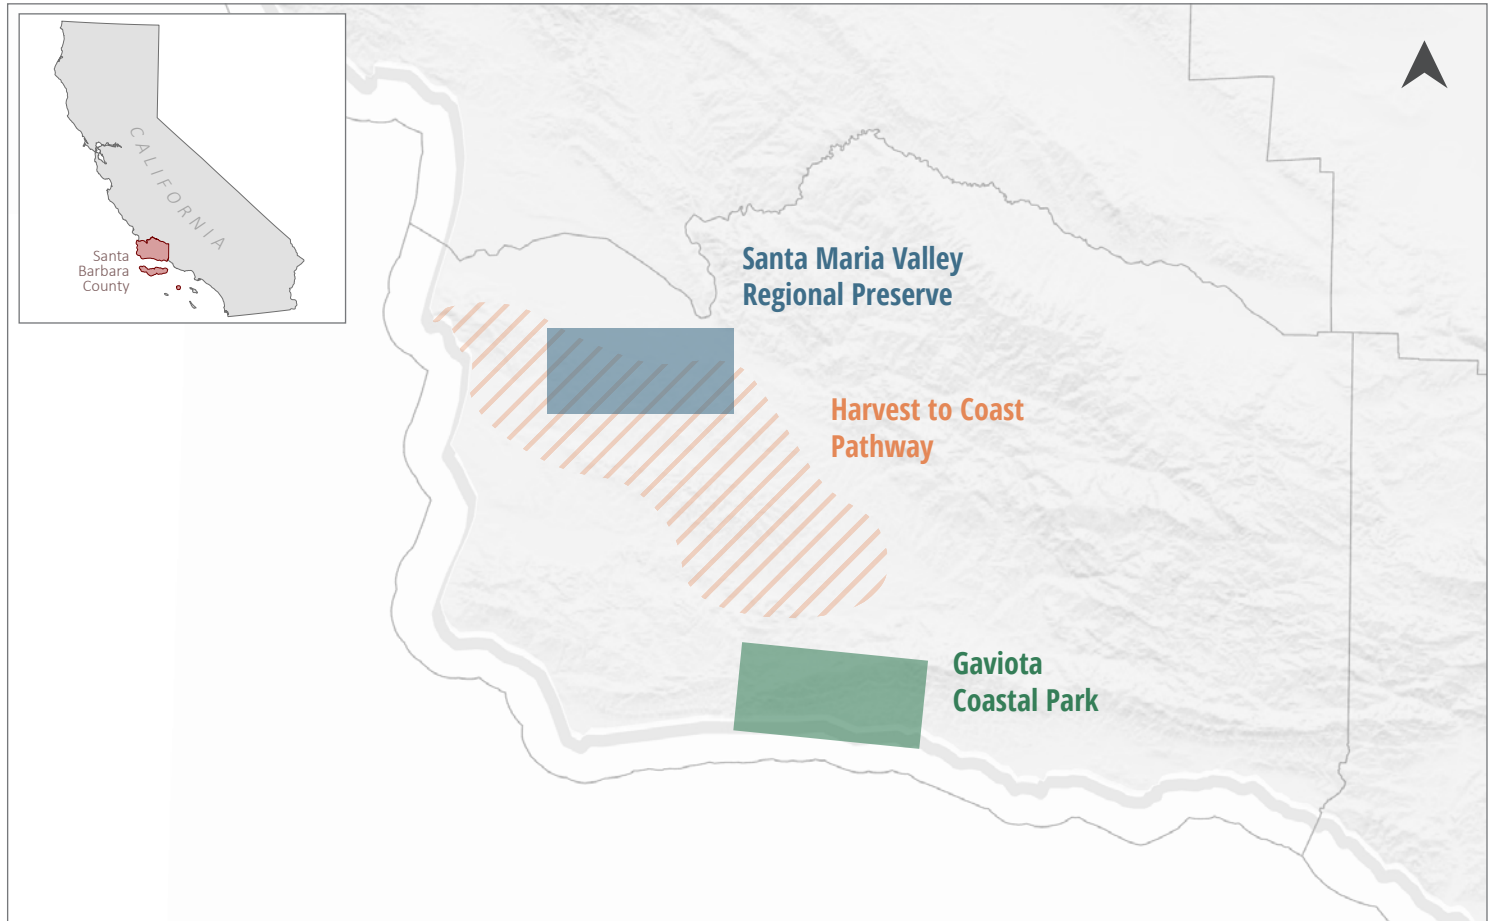 CALIFORNIA
Santa
Barbara
County
Santa Maria Valley
Regional Preserve
Harvest to Coast
Pathway
Gaviota
Coastal Park